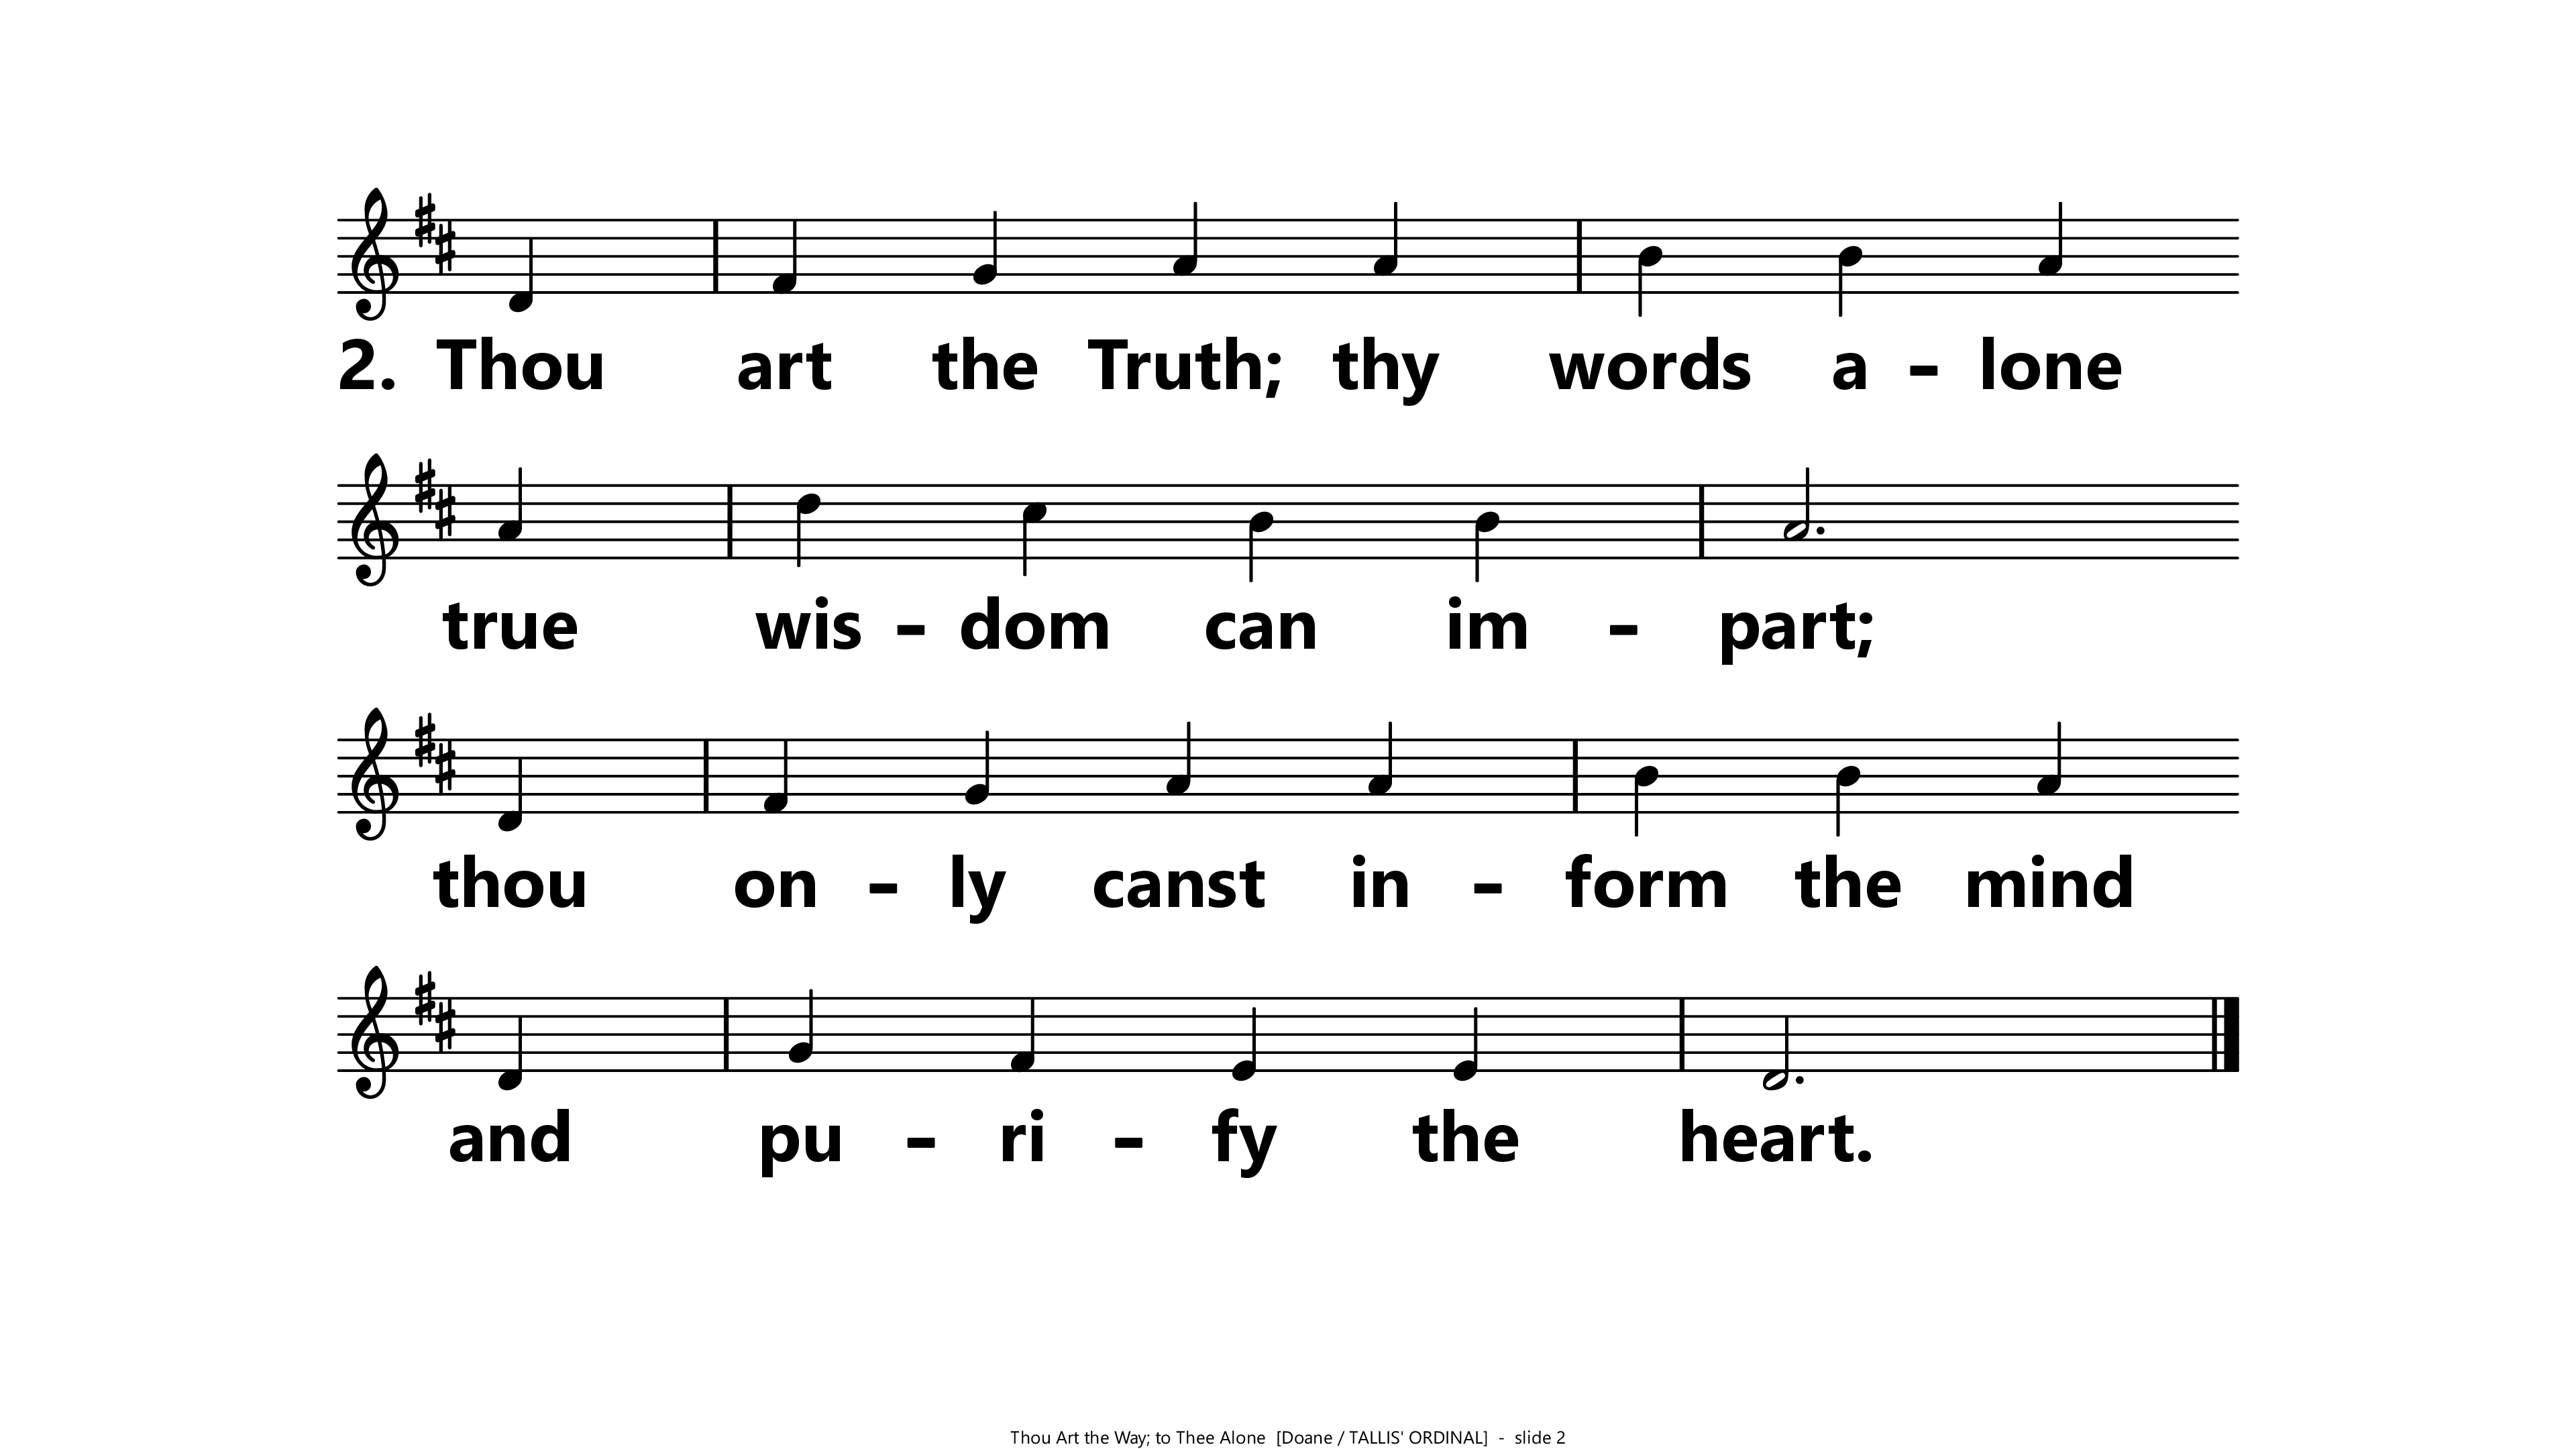 2. Thou art the Truth; thy words a - lone
true wis - dom can im - part;
thou on - ly canst in - form the mind
and pu - ri - fy the heart.
Thou Art the Way; to Thee Alone [Doane / TALLIS' ORDINAL] - slide 2